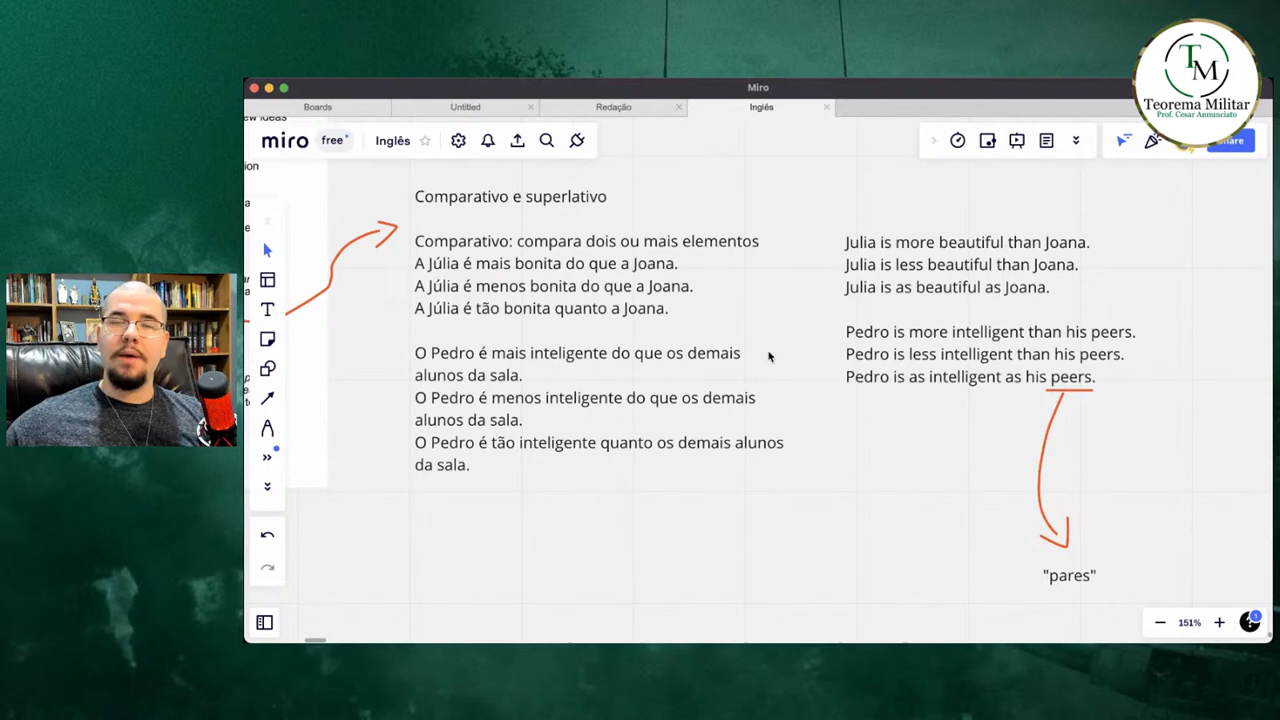 TM
Teorema Militar
Prof. Cesar Annunciato
Miro
Boards
Untitled
Redação
Inglês
miro
free
Inglês
Comparativo e superlativo
Comparativo: compara dois ou mais elementos
A Júlia é mais bonita do que a Joana.
A Júlia é menos bonita do que a Joana.
A Júlia é tão bonita quanto a Joana.
O Pedro é mais inteligente do que os demais
alunos da sala.
O Pedro é menos inteligente do que os demais
alunos da sala.
O Pedro é tão inteligente quanto os demais alunos
da sala.
Julia is more beautiful than Joana.
Julia is less beautiful than Joana.
Julia is as beautiful as Joana.
Pedro is more intelligent than his peers.
Pedro is less intelligent than his peers.
Pedro is as intelligent as his peers.
"pares"
151%